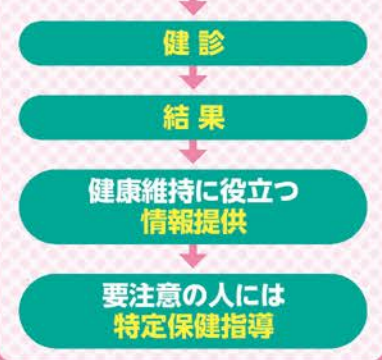 健診
結果
健康維持に役立つ
情報提供
要注意の人には
特定保健指導